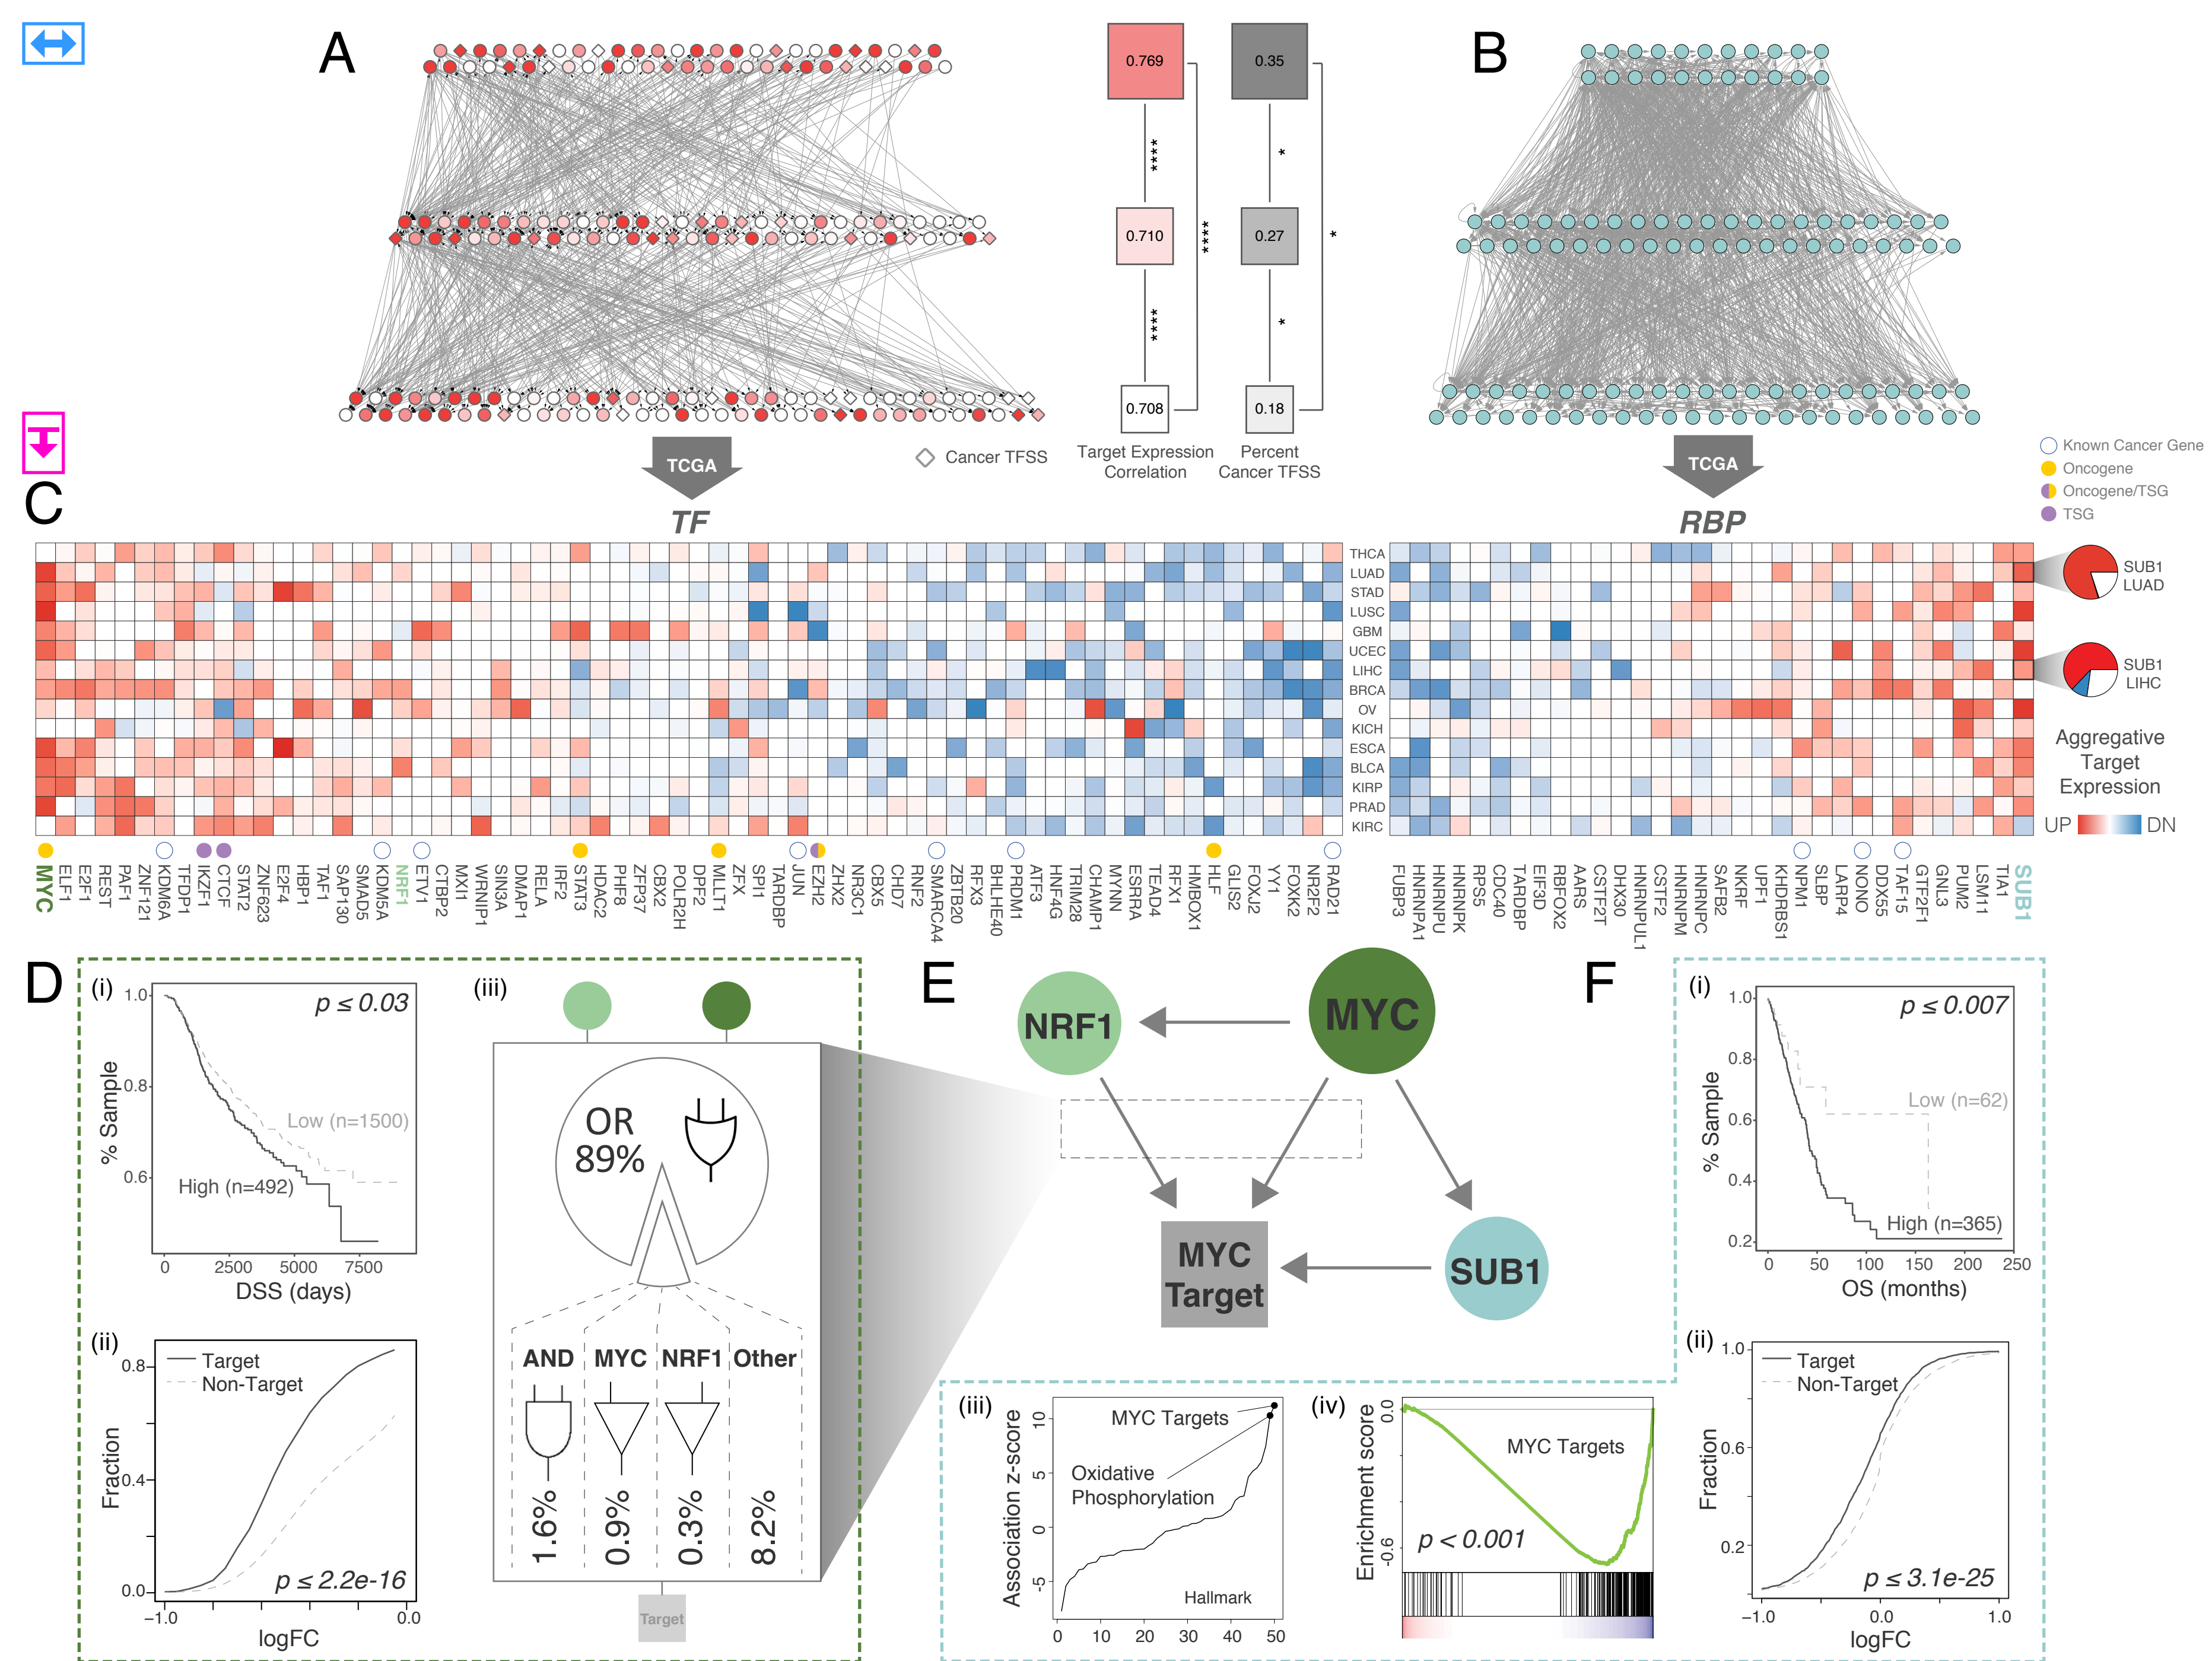 A
0.769
0.35
****
*
0.710
0.27
****
*
****
*
0.708
0.18
Cancer TFSS
Target Expression
Correlation
Percent
Cancer TFSS
TCGA
B
TCGA
Known Cancer Gene
Oncogene
Oncogene/TSG
TSG
C
TF
RBP
THCA
LUAD
STAD
LUSC
GBM
UCEC
LIHC
BRCA
OV
KICH
ESCA
BLCA
KIRP
PRAD
KIRC
SUB1
LUAD
SUB1
LIHC
Aggregative
Target
Expression
UP
DN
MYC
ELF1
E2F1
REST
PAF1
ZNF121
KDM6A
TFDP1
IKZF1
CTCF
STAT2
ZNF623
E2F4
HBP1
TAF1
SAP130
SMAD5
KDM5A
NRF1
ETV1
CTBP2
MXI1
WRNIP1
SIN3A
DMAP1
RELA
IRF2
STAT3
HDAC2
PHF8
ZFP37
CBX2
POLR2H
DPF2
MLLT1
ZFX
SPI1
TARDBP
JUN
EZH2
ZHX2
NR3C1
CBX5
CHD7
RNF2
SMARCA4
ZBTB20
RFX3
BHLHE40
PRDM1
ATF3
HNF4G
TRIM28
CHAMP1
MYNN
ESRRA
TEAD4
RFX1
HMBOX1
HLF
GLIS2
FOXJ2
YY1
FOXK2
NR2F2
RAD21
FUBP3
HNRNPA1
HNRNPU
HNRNPK
RPS5
CDC40
TARDBP
EIF3D
RBFOX2
AARS
CSTF2T
DHX30
HNRNPUL1
CSTF2
HNRNPM
HNRNPC
SAFB2
NKRF
UPF1
KHDRBS1
NPM1
SLBP
LARP4
NONO
DDX55
TAF15
GTF2F1
GNL3
PUM2
LSM11
TIA1
SUB1
D
(i)
p ≤ 0.03
1.0
0.8
0.6
% Sample
Low (n=1500)
High (n=492)
0
2500
5000
7500
DSS (days)
(ii)
Target
Non-Target
0.8
0.4
0.0
Fraction
p ≤ 2.2e-16
−1.0
0.0
logFC
(iii)
OR
89%
AND
MYC
NRF1
Other
1.6%
0.9%
0.3%
8.2%
Target
E
NRF1
MYC
MYC
Target
SUB1
F
(i)
p ≤ 0.007
1.0
0.8
0.6
0.4
0.2
% Sample
Low (n=62)
High (n=365)
0
50
100
150
200
250
OS (months)
(ii)
Target
Non-Target
1.0
0.6
0.2
Fraction
p ≤ 3.1e-25
−1.0
0.0
1.0
logFC
(iii)
MYC Targets
Oxidative
Phosphorylation
Hallmark
Association z-score
10
5
0
-5
0
10
20
30
40
50
(iv)
Enrichment score
0.0
-0.6
MYC Targets
p < 0.001